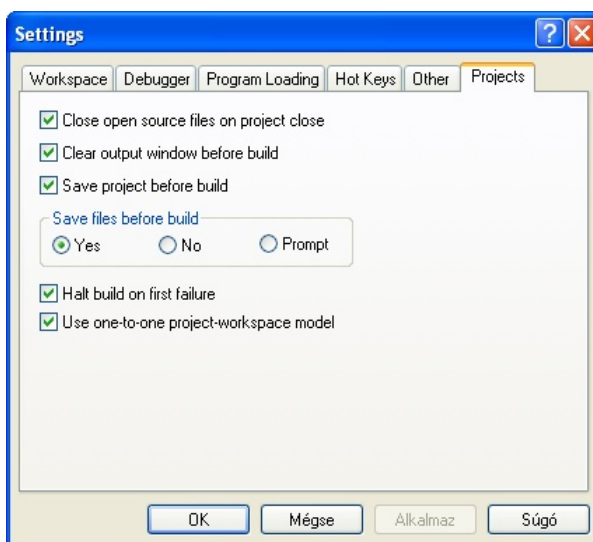 Settings
Workspace Debugger Program Loading Hot Keys Other Projects
Close open source files on project close
Clear output window before build
Save project before build
Save files before build
Yes No Prompt
Halt build on first failure
Use one-to-one project-workspace model
OK Mégse Alkalmaz Súgó